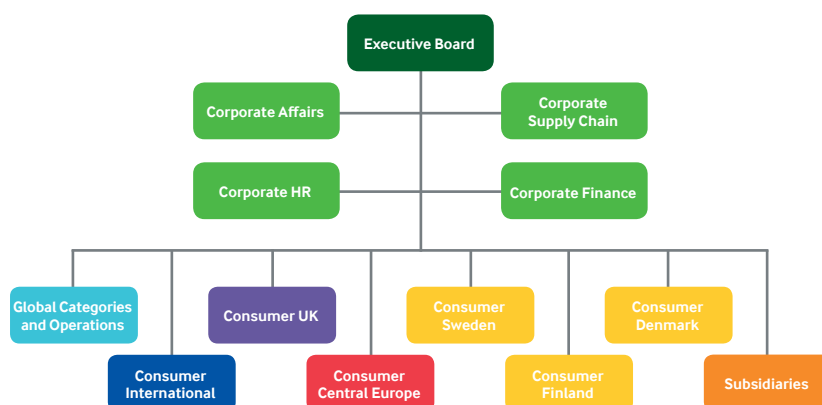 Executive Board
Corporate Affairs
Corporate
Supply Chain
Corporate HR
Corporate Finance
Global Categories
and Operations
Consumer UK
Consumer
Sweden
Consumer
Denmark
Consumer
International
Consumer
Central Europe
Consumer
Finland
Subsidiaries